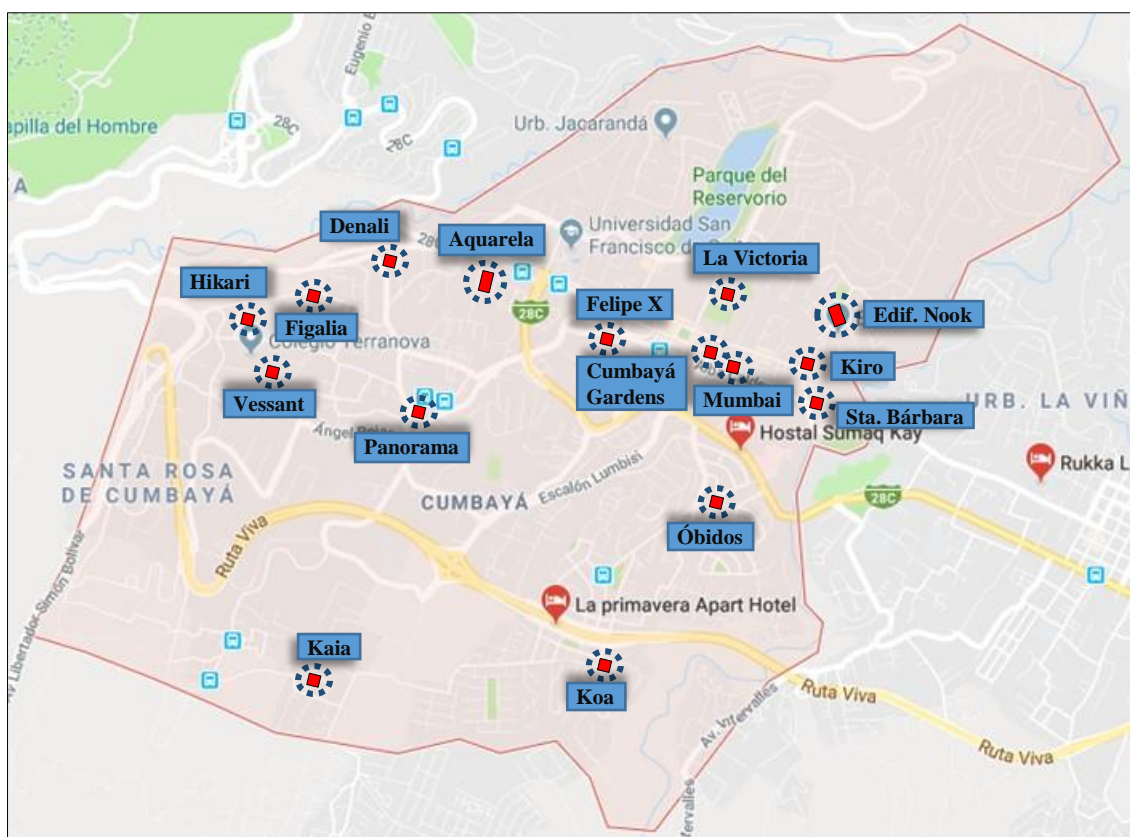 Eugenio E
apilla del Hombre
28C
28C
A
Urb. Jacarandá
Parque del
Reservorio
Universidad San
Francisco de
Denali
28C
Aquarela
La Victoria
Hikari
Figalia
Felipe X
Edif. Nook
28C
Colegio Terranova
Cumbayá
Gardens
Kiro
Vessant
Mumbai
Sta. Bárbara
URB. LA VIÑ
Ángel
Panorama
Hostal Sumaq Kay
SANTA ROSA
DE CUMBAYÁ
Escalón Lumbisí
Rukka L
CUMBAYÁ
28C
Óbidos
Ruta Viva
Av Libertador Simón Bolívar
La primavera Apart Hotel
Kaia
Koa
Ruta Viva
Av. Intervalles
Ruta Viva
ntervalles